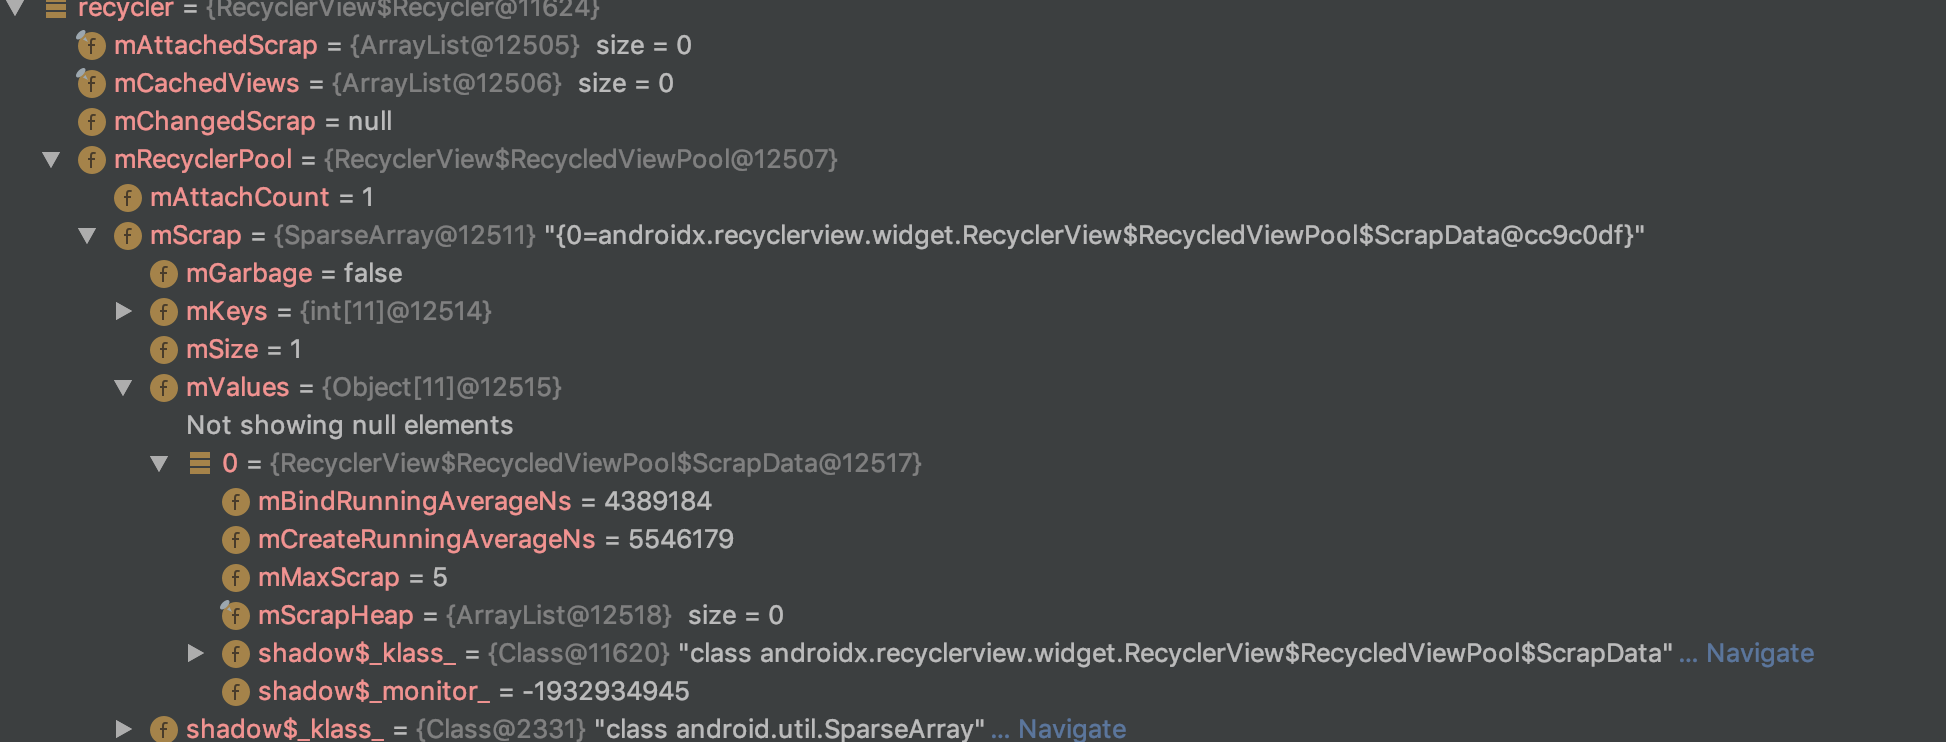 recycler = {RecyclerView$Recycler@11624}
mAttachedScrap = {ArrayList@12505} size = 0
mCachedViews = {ArrayList@12506} size = 0
mChangedScrap = null
mRecyclerPool = {RecyclerView$RecycledViewPool@12507}
mAttachCount = 1
mScrap = {SparseArray@12511} "{0=androidx.recyclerview.widget.RecyclerView$RecycledViewPool$ScrapData@cc9c0df}"
mGarbage = false
mKeys = {int[11]@12514}
mSize = 1
mValues = {Object[11]@12515}
Not showing null elements
0 = {RecyclerView$RecycledViewPool$ScrapData@12517}
mBindRunningAverageNs = 4389184
mCreateRunningAverageNs = 5546179
mMaxScrap = 5
mScrapHeap = {ArrayList@12518} size = 0
shadow$_klass_ = {Class@11620} "class androidx.recyclerview.widget.RecyclerView$RecycledViewPool$ScrapData" ... Navigate
shadow$_monitor_ = -1932934945
shadow$_klass_ = {Class@2331} "class android.util.SparseArray" ... Navigate